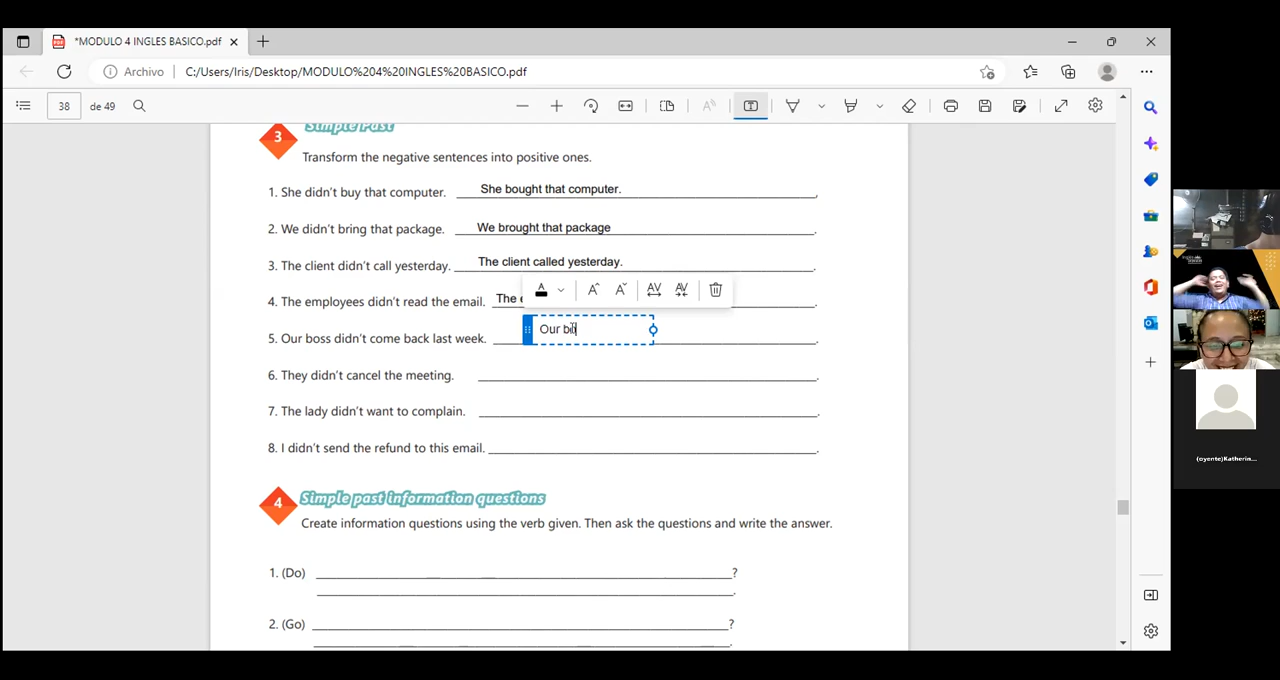 *MODULO 4 INGLES BASICO.pdf
Archivo C:/Users/Iris/Desktop/MODULO%204%20INGLES%20BASICO.pdf
38 de 49
3 Simple Past
Transform the negative sentences into positive ones.
1. She didn't buy that computer. She bought that computer.
2. We didn't bring that package. We brought that package
3. The client didn't call yesterday. The client called yesterday.
4. The employees didn't read the email. The e
5. Our boss didn't come back last week. Our bo
6. They didn't cancel the meeting.
7. The lady didn't want to complain.
8. I didn't send the refund to this email.
4 Simple past information questions
Create information questions using the verb given. Then ask the questions and write the answer.
1. (Do) ?
2. (Go) ?
(oyente)Katherin...